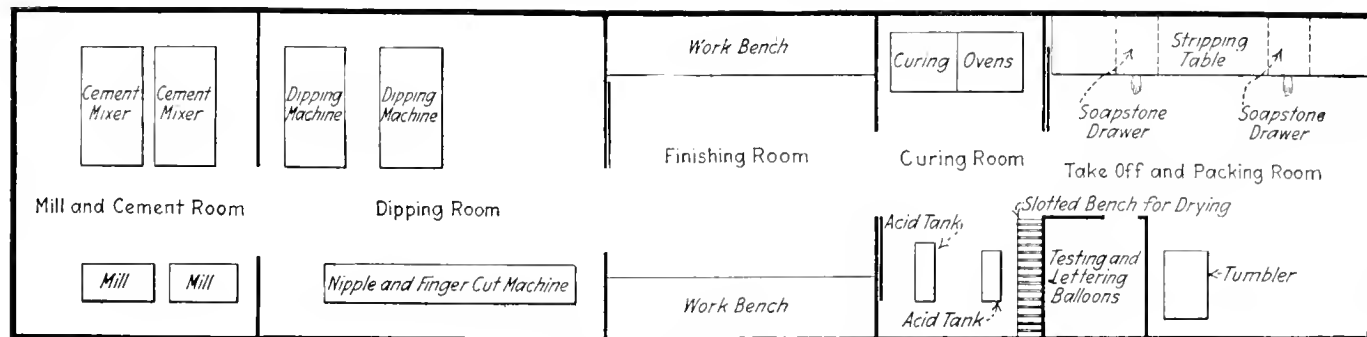 Cement
Mixer
Cement
Mixer
Mill and Cement Room
Mill
Mill
Dipping
Machine
Dipping
Machine
Dipping Room
Nipple and Finger Cut Machine
Work Bench
Finishing Room
Work Bench
Curing
Ovens
Curing Room
Acid Tank
Acid Tank
Slotted Bench for Drying
Stripping
Table
Soapstone
Drawer
Soapstone
Drawer
Take Off and Packing Room
Testing and
Lettering
Balloons
Tumbler